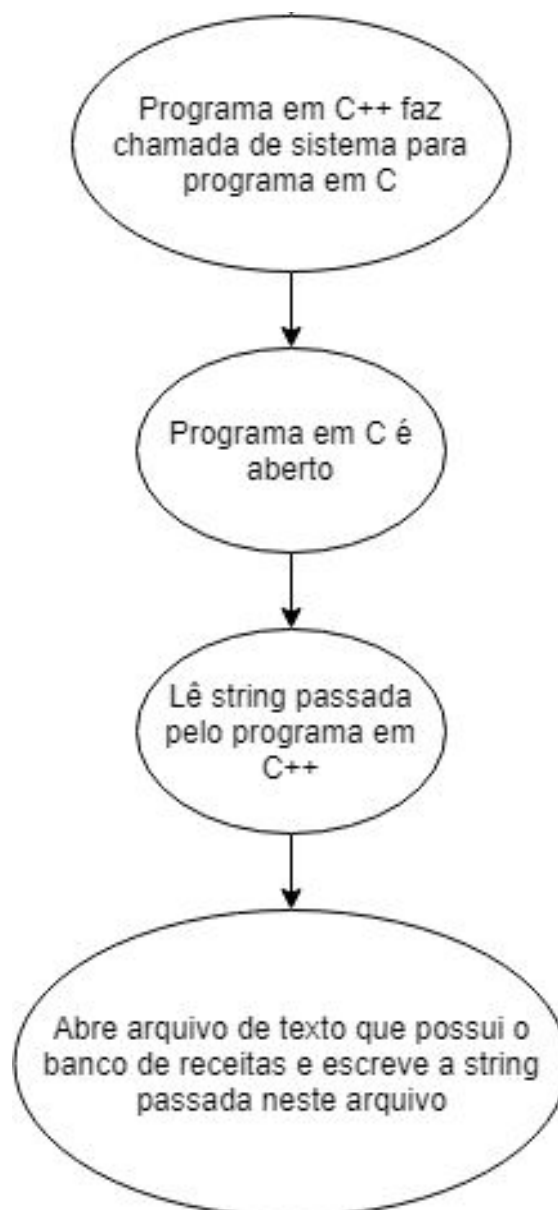 Programa em C++ faz
chamada de sistema para
programa em C
Programa em C é
aberto
Lê string passada
pelo programa em
C++
Abre arquivo de texto que possui o
banco de receitas e escreve a string
passada neste arquivo